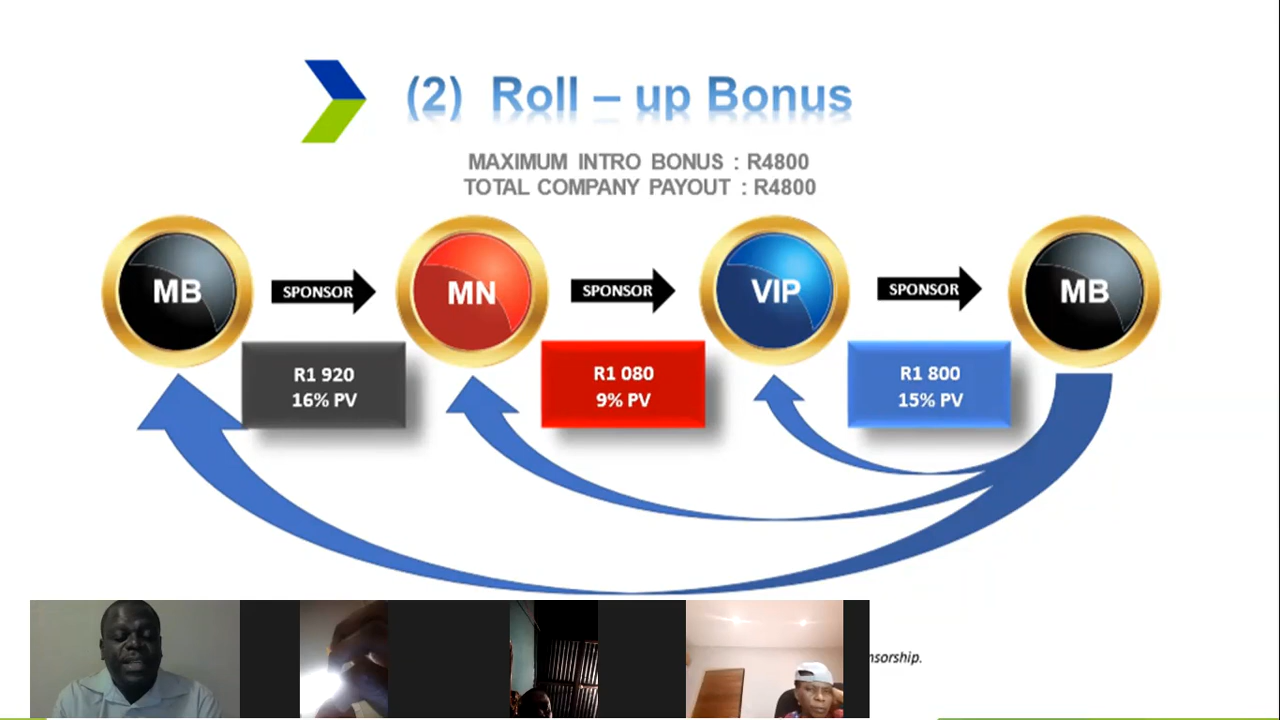 (2) Roll – up Bonus
MAXIMUM INTRO BONUS : R4800
TOTAL COMPANY PAYOUT : R4800
MB
SPONSOR
MN
SPONSOR
VIP
SPONSOR
MB
R1 920
16% PV
R1 080
9% PV
R1 800
15% PV